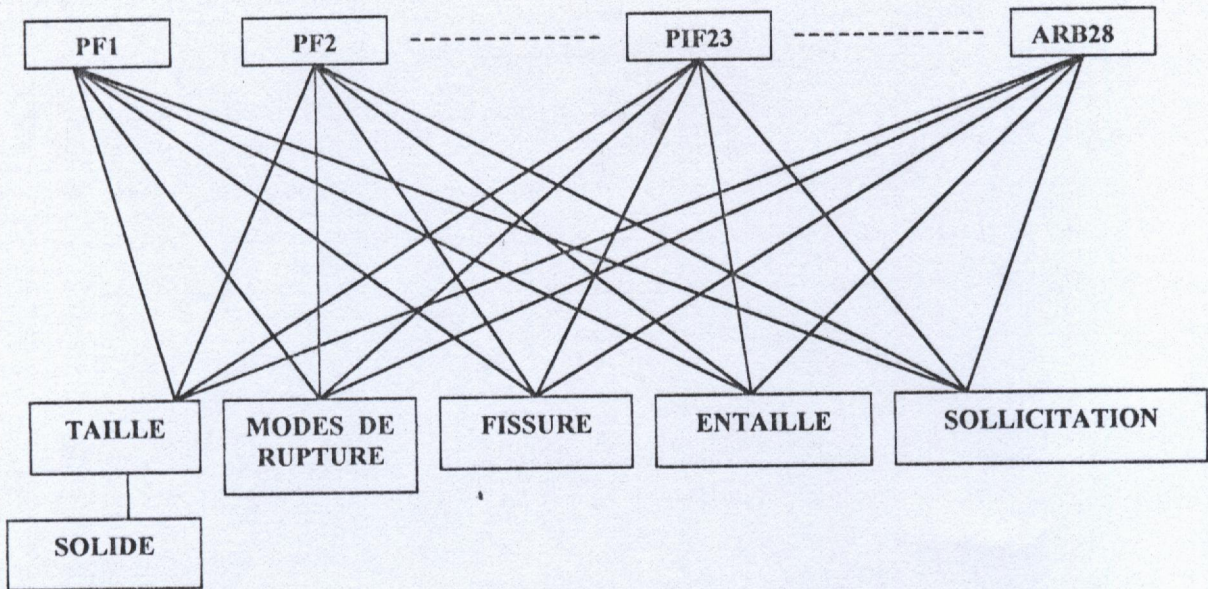 PF1
PF2
PIF23
ARB28
TAILLE
MODES DE
RUPTURE
FISSURE
ENTAILLE
SOLLICITATION
SOLIDE